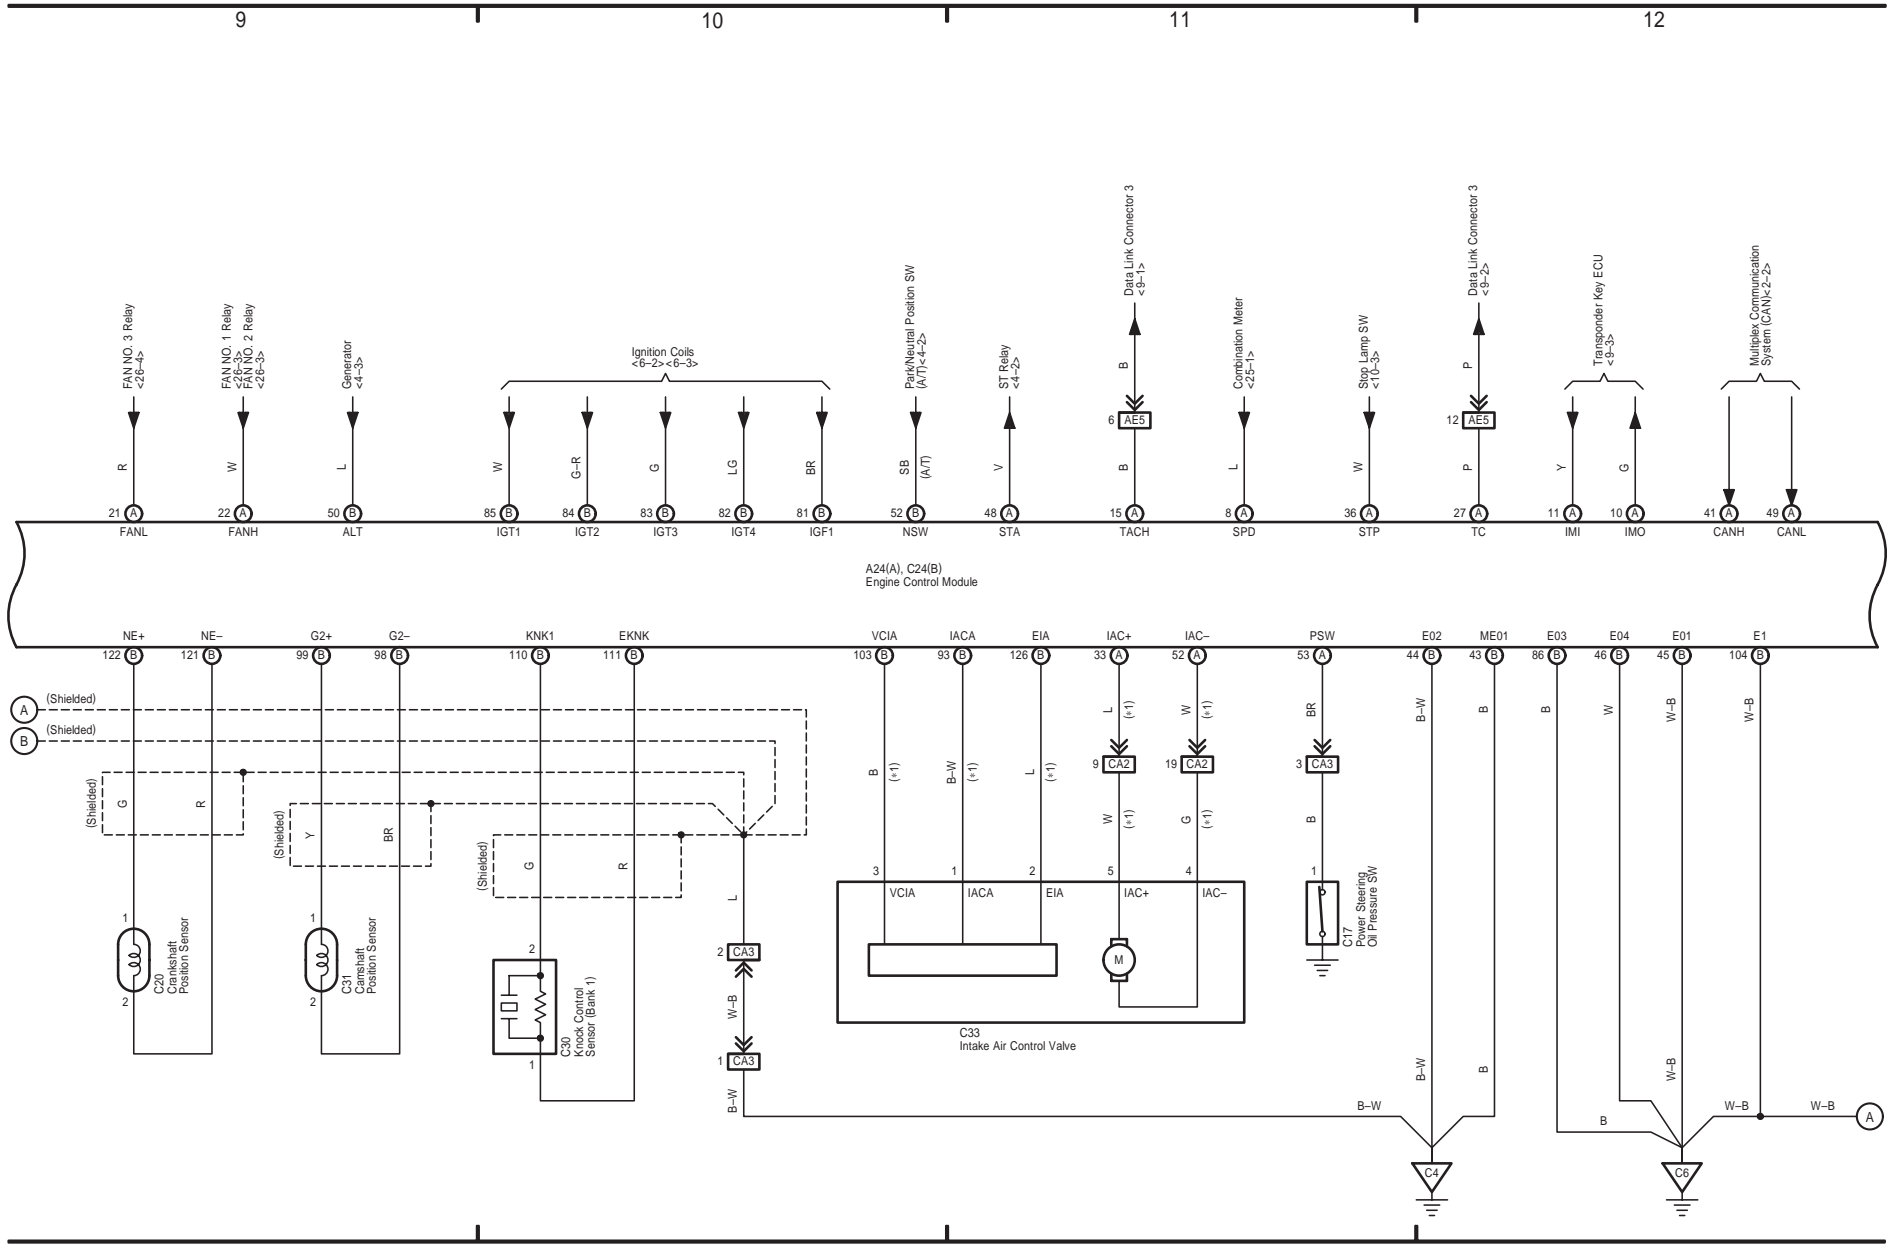 9
10
11
12
FAN NO. 3 Relay
<26–4>
FAN NO. 1 Relay
<26–3>
FAN NO. 2 Relay
<26–3>
Generator
<4–3>
Ignition Coils
<6–2><6–3>
Park/Neutral Position SW
(A/T)<4–2>
ST Relay
<4–2>
Data Link Connector 3
<9–1>
Combination Meter
<25–1>
Stop Lamp SW
<10–3>
Data Link Connector 3
<9–2>
Transponder Key ECU
<9–3>
Multiplex Communication
System (CAN)<2–2>
B
P
6 AE5
12 AE5
R
W
L
W
G–R
G
LG
BR
SB
(A/T)
V
B
L
W
P
Y
G
21 A
22 A
50 B
85 B
84 B
83 B
82 B
81 B
52 B
48 A
15 A
8 A
36 A
27 A
11 A
10 A
41 A
49 A
FANL
FANH
ALT
IGT1
IGT2
IGT3
IGT4
IGF1
NSW
STA
TACH
SPD
STP
TC
IMI
IMO
CANH
CANL
A24(A), C24(B)
Engine Control Module
NE+
NE–
G2+
G2–
KNK1
EKNK
VCIA
IACA
EIA
IAC+
IAC–
PSW
E02
ME01
E03
E04
E01
E1
122 B
121 B
99 B
98 B
110 B
111 B
103 B
93 B
126 B
33 A
52 A
53 A
44 B
43 B
86 B
46 B
45 B
104 B
A
(Shielded)
B
(Shielded)
L
(*1)
W
(*1)
BR
B–W
B
B
W
W–B
W–B
9 CA2
19 CA2
3 CA3
B
(*1)
B–W
(*1)
L
(*1)
(Shielded)
G
R
(Shielded)
Y
BR
(Shielded)
G
R
W
(*1)
G
(*1)
B
L
3
1
2
5
4
1
VCIA
IACA
EIA
IAC+
IAC–
M
C33
Intake Air Control Valve
C17
Power Steering
Oil Pressure SW
1
2
C20
Crankshaft
Position Sensor
1
2
C31
Camshaft
Position Sensor
2
1
C30
Knock Control
Sensor (Bank 1)
2 CA3
W–B
1 CA3
B–W
B–W
B–W
B
W–B
B
W–B
W–B
A
C4
C6